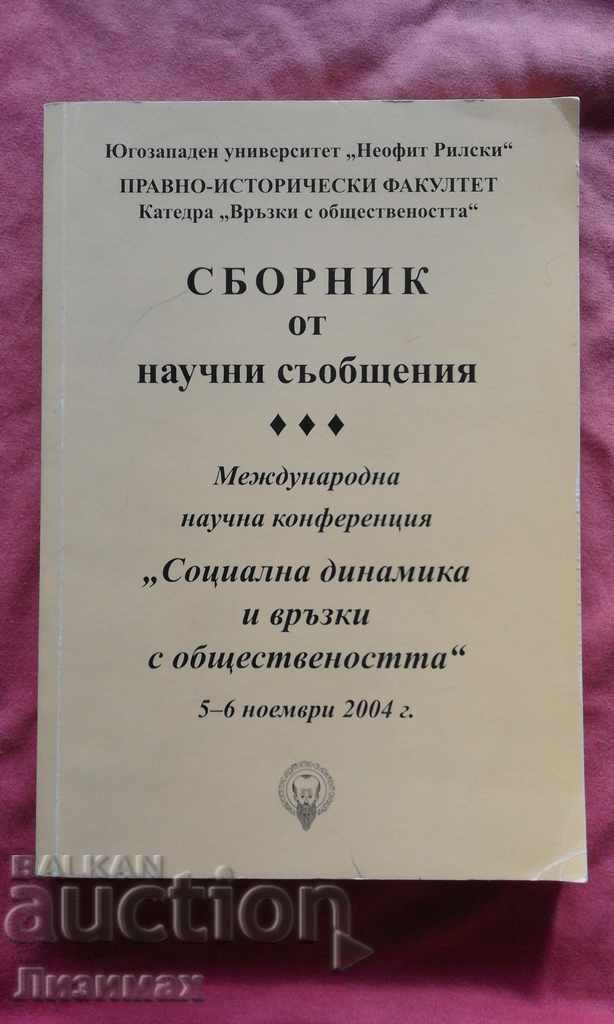 Югозападен университет „Неофит Рилски“
ПРАВНО-ИСТОРИЧЕСКИ ФАКУЛТЕТ
Катедра „Връзки с обществеността“
СБОРНИК
от
научни съобщения
Международна
научна конференция
„Социална динамика
и връзки
с обществеността“
5–6 ноември 2004 г.
BALKAN
auction
Лизимах